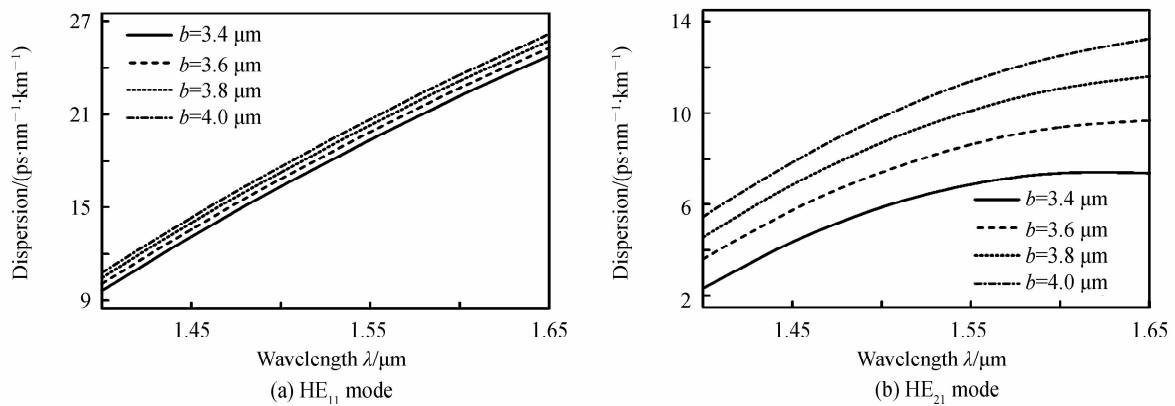 27
21
15
9
Dispersion/(ps·nm⁻¹·km⁻¹)
b=3.4 μm
b=3.6 μm
b=3.8 μm
b=4.0 μm
1.45 1.55 1.65
Wavelength λ/μm
(a) HE₁₁ mode
14
10
6
2
Dispersion/(ps·nm⁻¹·km⁻¹)
b=3.4 μm
b=3.6 μm
b=3.8 μm
b=4.0 μm
1.45 1.55 1.65
Wavelength λ/μm
(b) HE₂₁ mode